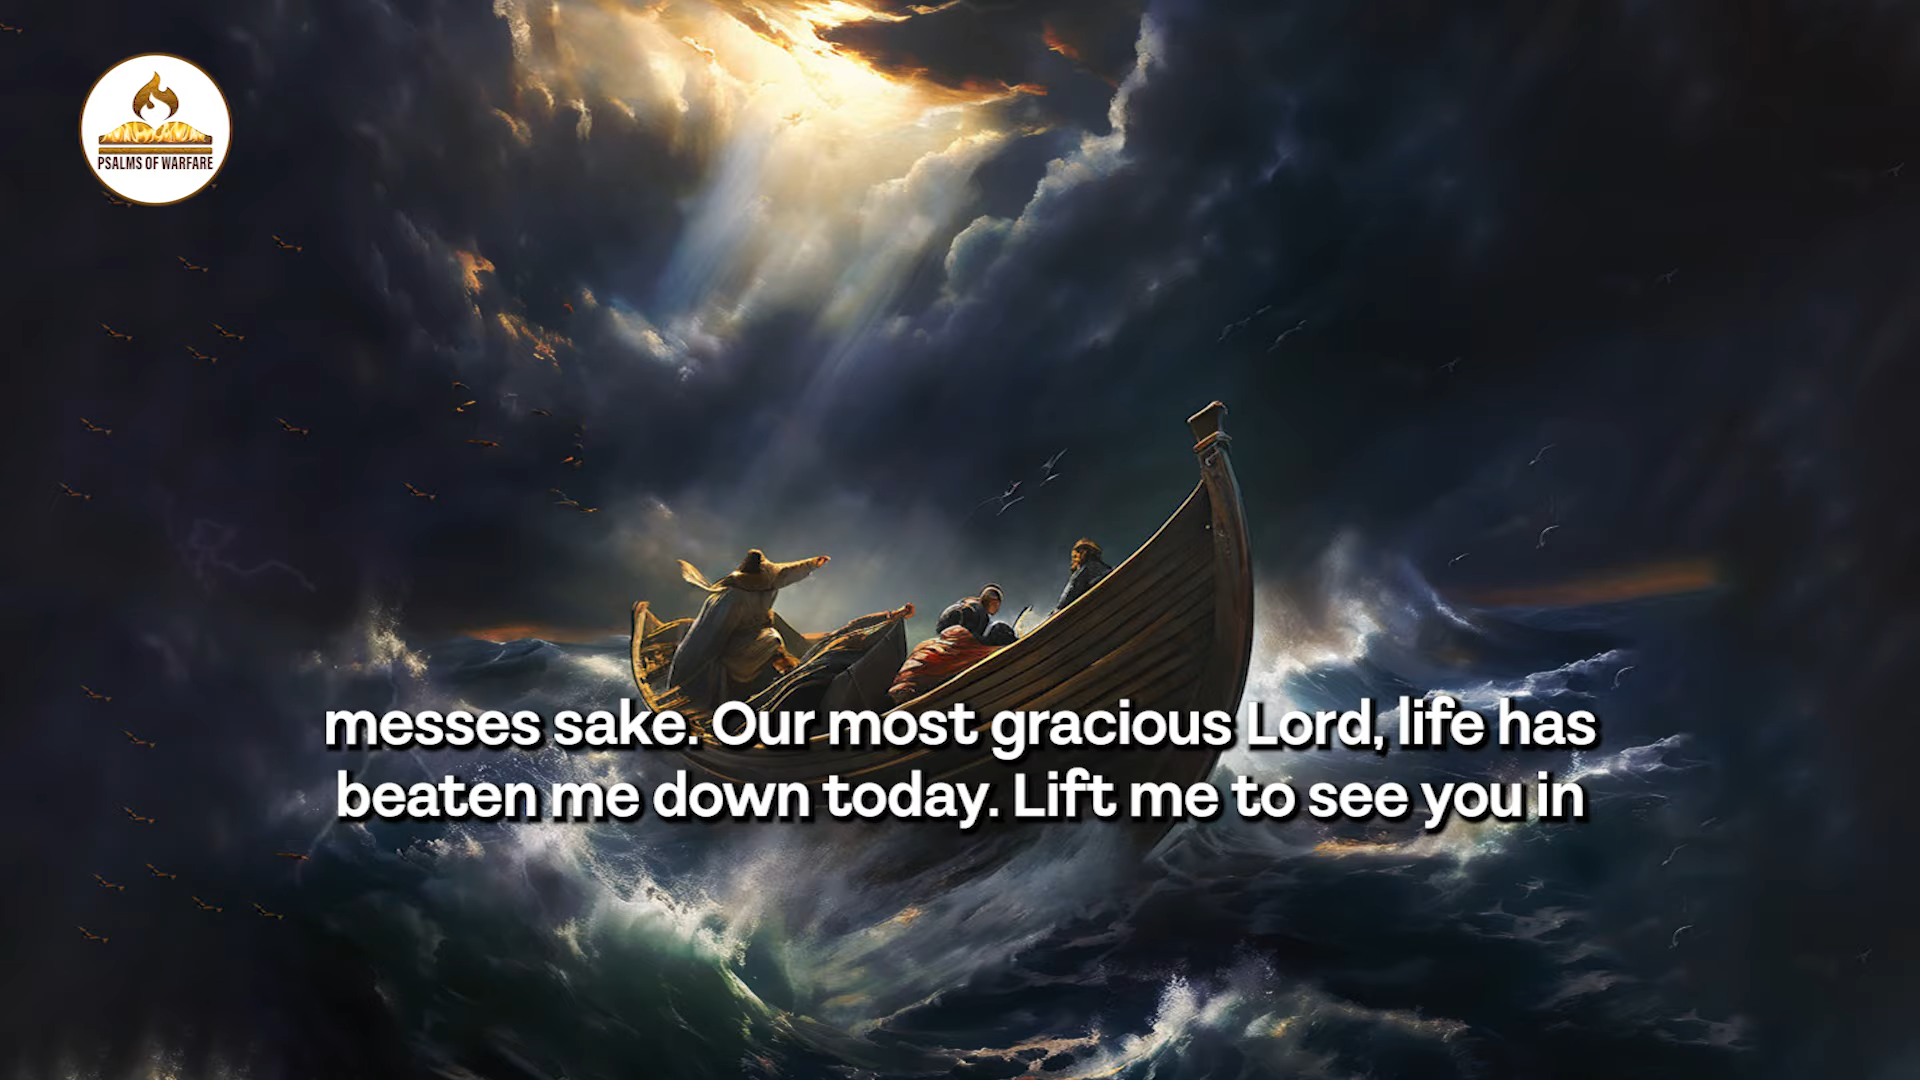 PSALMS OF WARFARE
messes sake. Our most gracious Lord, life has
beaten me down today. Lift me to see you in